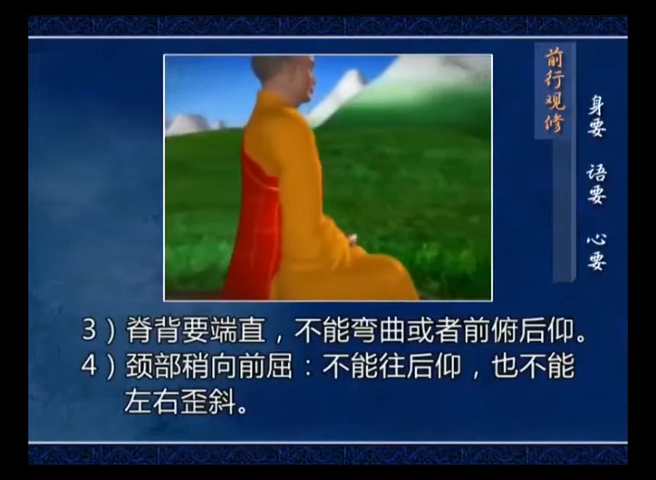 前行观修
身要 语要 心要
3）脊背要端直，不能弯曲或者前俯后仰。
4）颈部稍向前屈：不能往后仰，也不能
左右歪斜。